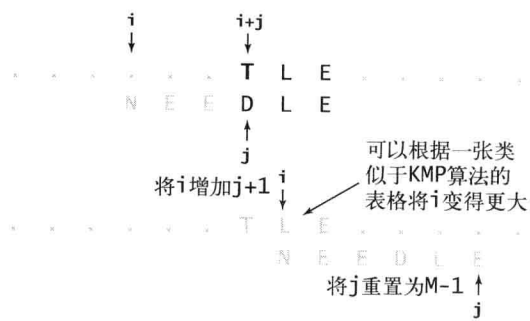 i i+j
. . . . . . T L E . . . . .
N E E D L E
j
将i增加j+1 i
可以根据一张类
似于KMP算法的
表格将i变得更大
. . . . . . T L E . . . . .
N E E D L E
将j重置为M-1
j